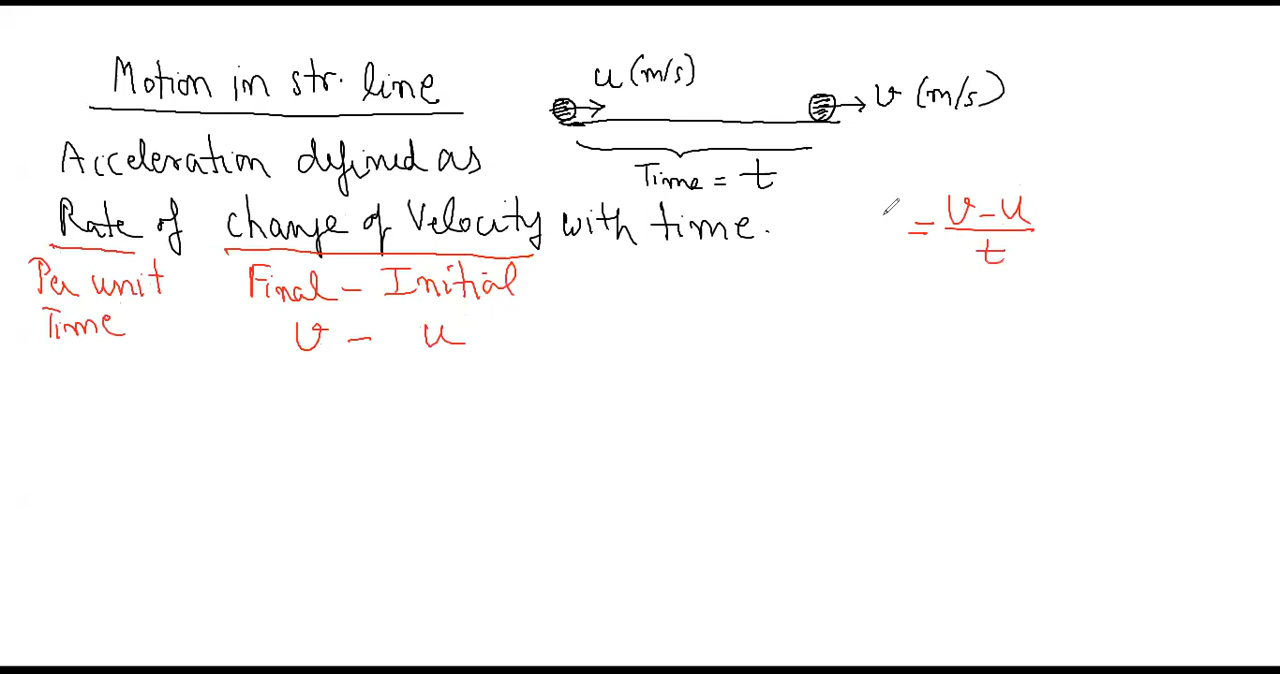 Motion in str. line
u (m/s)
v (m/s)
Time = t
Acceleration defined as
Rate of change of Velocity with time.
Per unit
Time
Final - Initial
v - u
= v-u
t